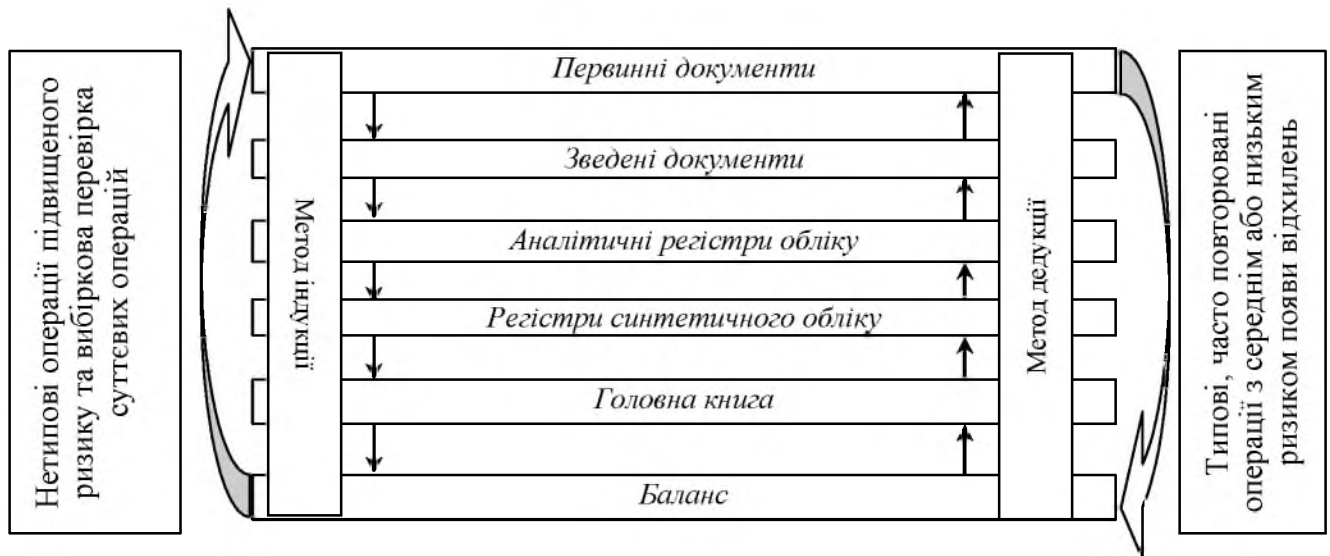 Нетипові операції підвищеного
ризику та вибіркова перевірка
суттєвих операцій
Метод індукції
Первинні документи
Зведені документи
Аналітичні регістри обліку
Регістри синтетичного обліку
Головна книга
Баланс
Метод дедукції
Типові, часто повторювані
операції з середнім або низьким
ризиком появи відхилень